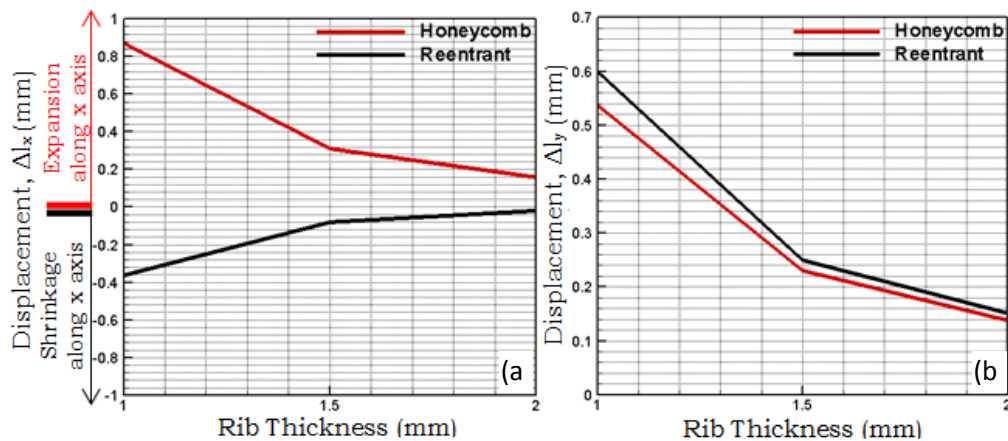 Displacement, Δlx (mm)
Expansion
along x axis
Shrinkage
along x axis
1
0.8
0.6
0.4
0.2
0
-0.2
-0.4
-0.6
-0.8
-1
Honeycomb
Reentrant
(a
1
1.5
2
Rib Thickness (mm)
Displacement, Δly (mm)
0.7
0.6
0.5
0.4
0.3
0.2
0.1
0
Honeycomb
Reentrant
(b
1
1.5
2
Rib Thickness (mm)